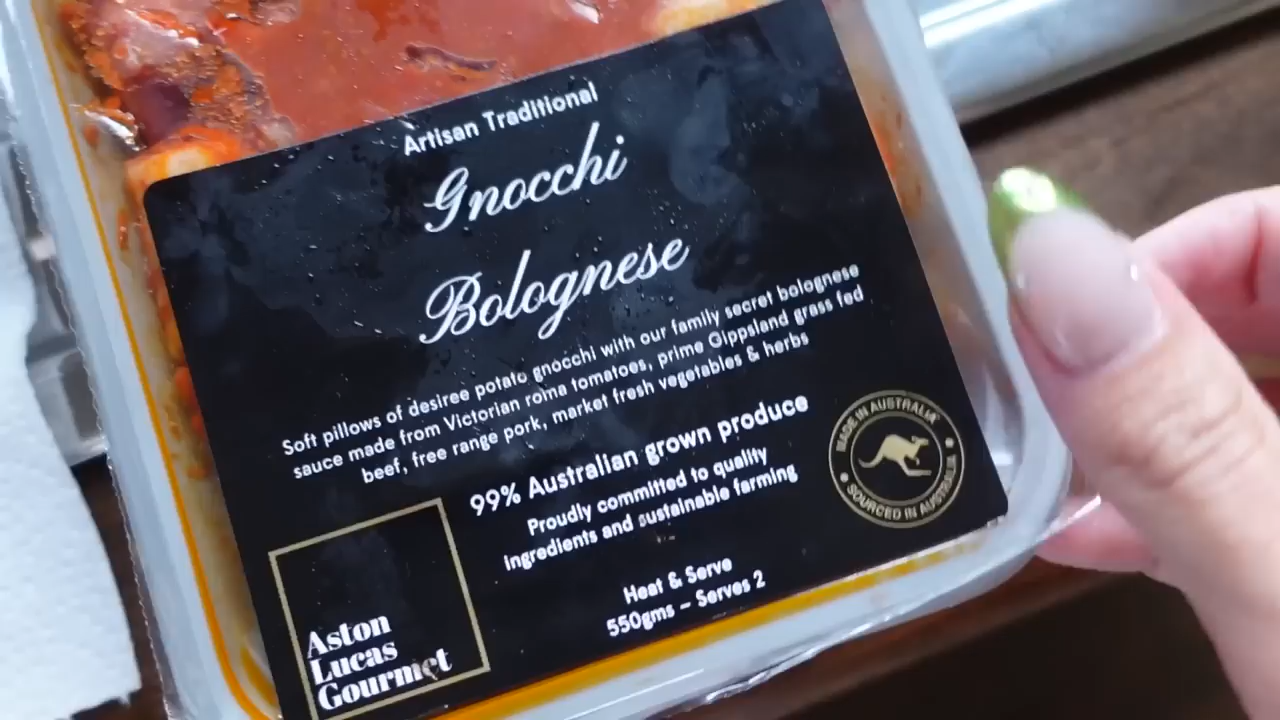 Artisan Traditional
Gnocchi
Bolognese
Soft pillows of desiree potato gnocchi with our family secret bolognese
sauce made from Victorian roma tomatoes, prime Gippsland grass fed
beef, free range pork, market fresh vegetables & herbs
99% Australian grown produce
Proudly committed to quality
ingredients and sustainable farming
MADE IN AUSTRALIA
SOURCED IN AUSTRALIA
Heat & Serve
550gms – Serves 2
Aston
Lucas
Gourmet